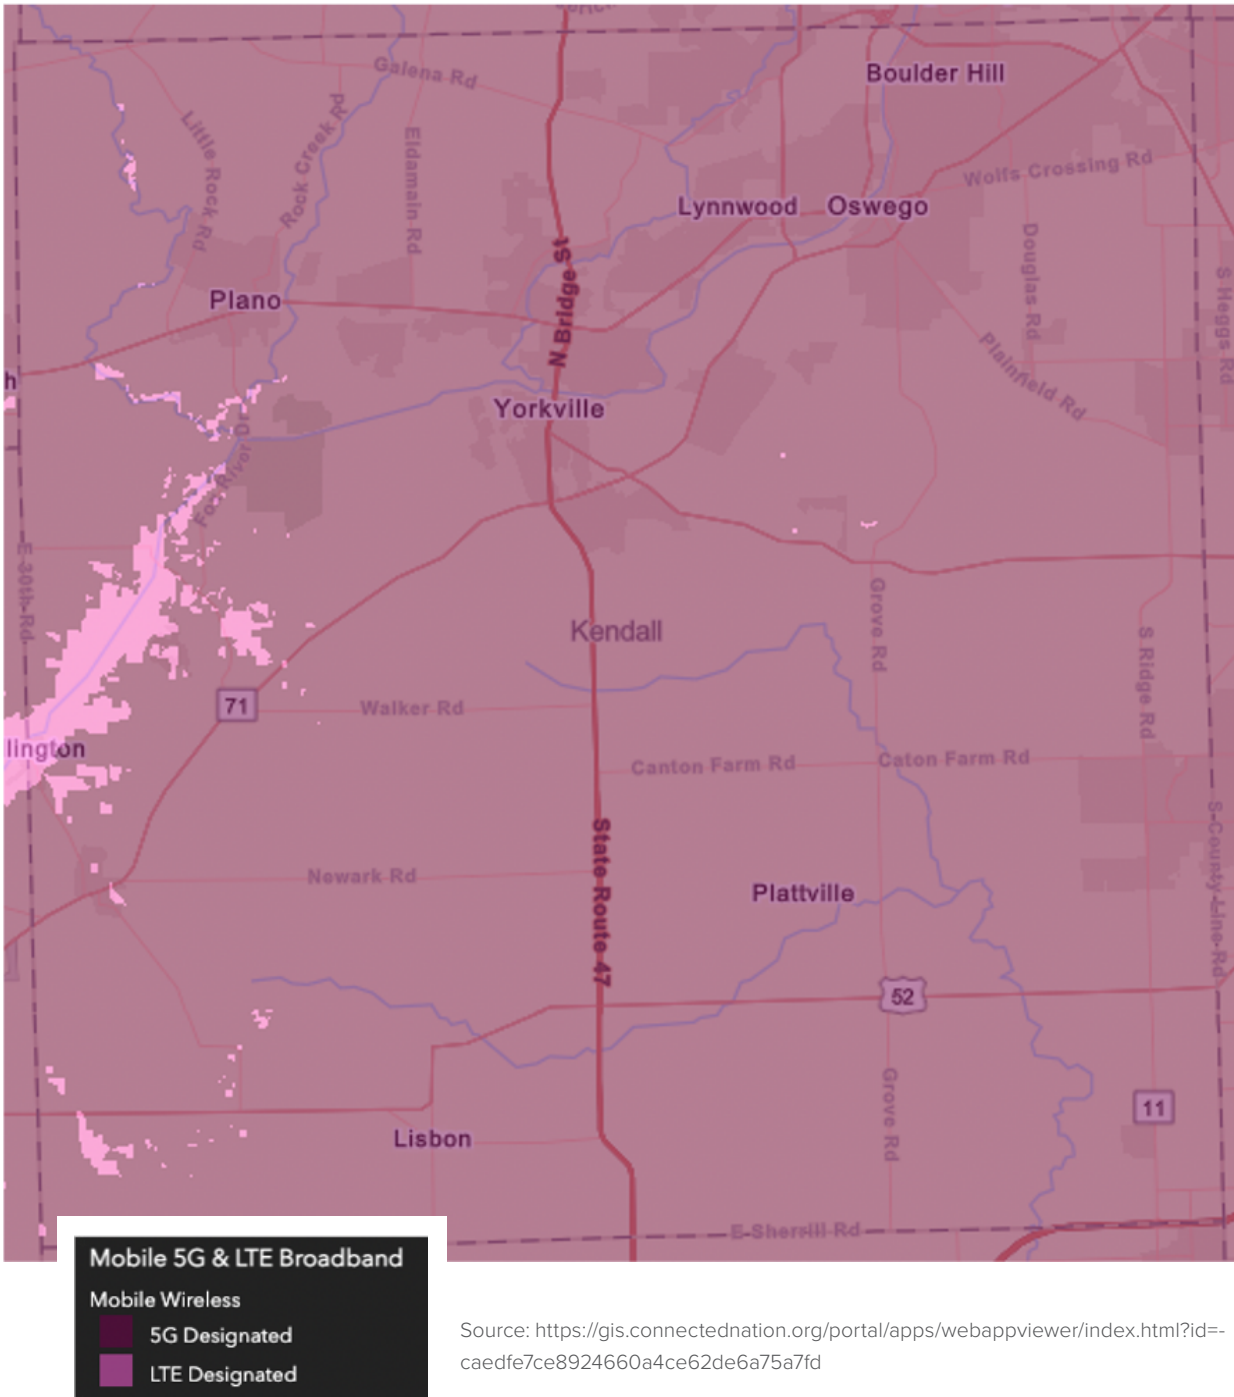 Galena Rd
Boulder Hill
Little Rock Rd
Rock Creek Rd
Eldamain Rd
Wolfs Crossing Rd
Lynnwood
Oswego
N Bridge St
Douglas Rd
S Heggs Rd
Plano
Plainfield Rd
h
Yorkville
Fox River Dr
E 30th Rd
Kendall
Grove Rd
S Ridge Rd
71
Walker Rd
lington
Canton Farm Rd
Caton Farm Rd
State Route 47
S County Line Rd
Newark Rd
Plattville
52
Grove Rd
11
Lisbon
E Sherrill Rd
Mobile 5G & LTE Broadband
Mobile Wireless
5G Designated
LTE Designated
Source: https://gis.connectednation.org/portal/apps/webappviewer/index.html?id=-
caedfe7ce8924660a4ce62de6a75a7fd